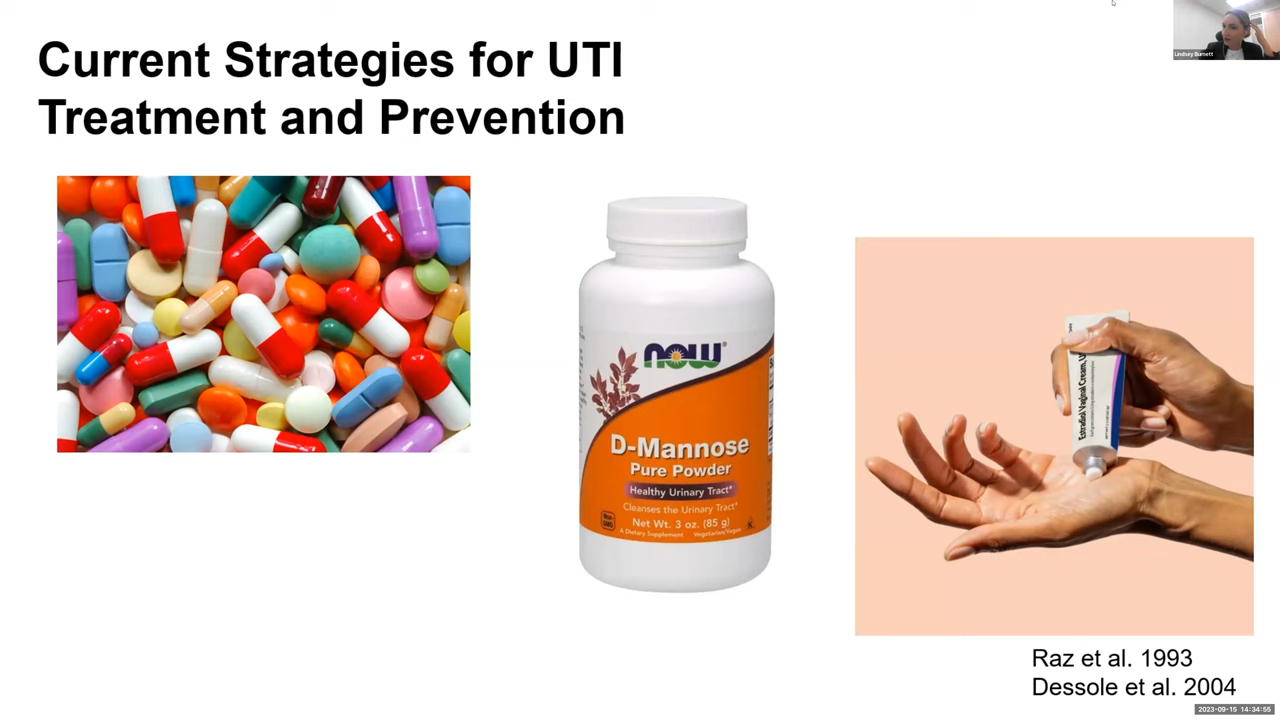 Current Strategies for UTI
Treatment and Prevention
Lindsey Burnett
NOW
D-Mannose
Pure Powder
Healthy Urinary Tract*
Cleanses the Urinary Tract*
Non-GMO
Net Wt. 3 oz. (85 g)
A Dietary Supplement Vegetarian/Vegan
Estradiol Vaginal Cream, U
Raz et al. 1993
Dessole et al. 2004
2023-09-15 14:34:55